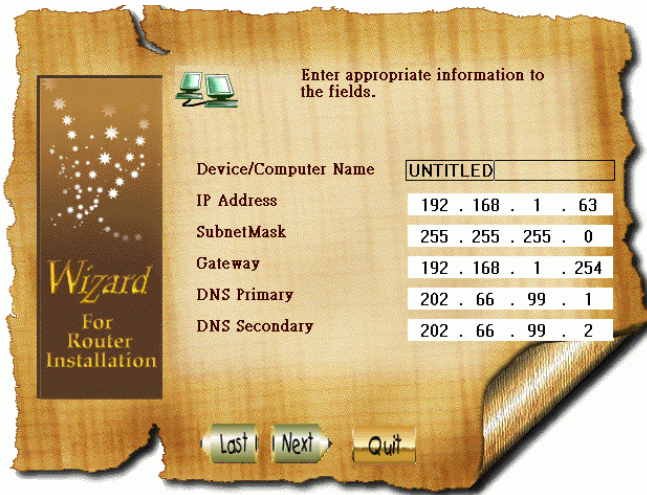 Enter appropriate information to
the fields.
Device/Computer Name UNTITLED
IP Address 192 . 168 . 1 . 63
SubnetMask 255 . 255 . 255 . 0
Gateway 192 . 168 . 1 . 254
DNS Primary 202 . 66 . 99 . 1
DNS Secondary 202 . 66 . 99 . 2
Wizard
For
Router
Installation
Last Next Quit